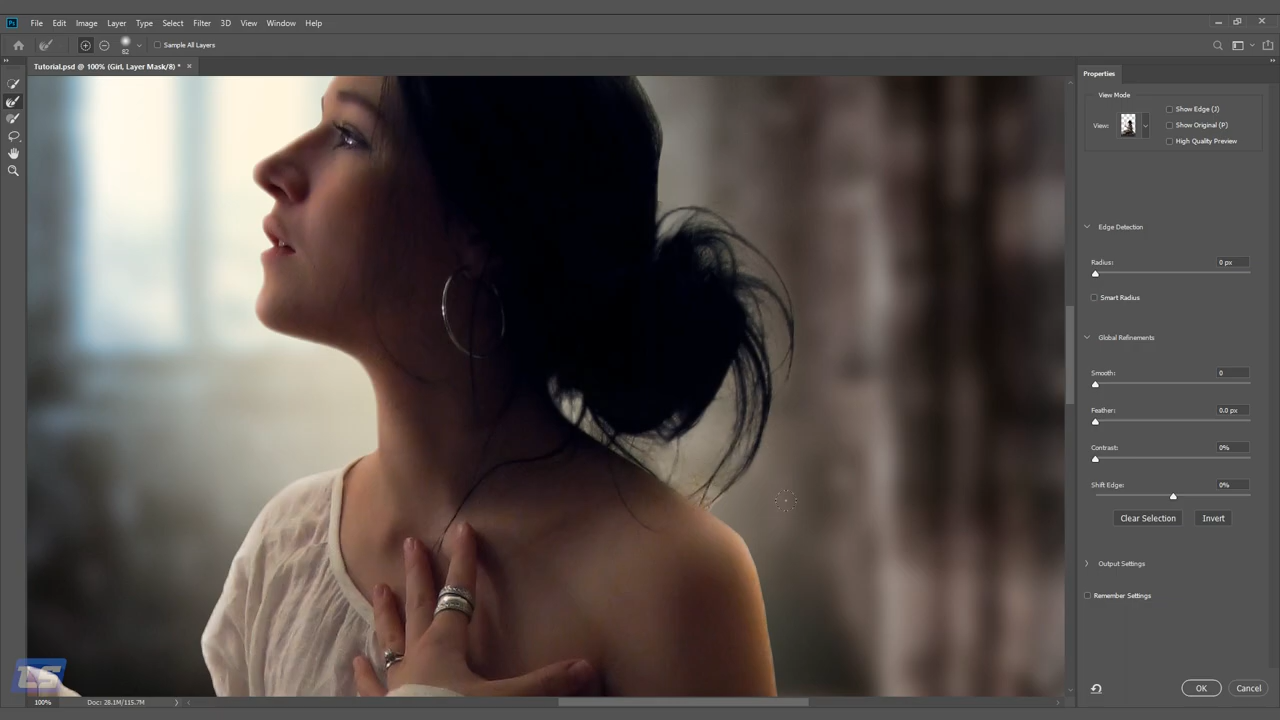 Ps File Edit Image Layer Type Select Filter 3D View Window Help
82 Sample All Layers
Tutorial.psd @ 100% (Girl, Layer Mask/8) *
Properties
View Mode
View:
Show Edge (J)
Show Original (P)
High Quality Preview
Edge Detection
Radius: 0 px
Smart Radius
Global Refinements
Smooth: 0
Feather: 0.0 px
Contrast: 0%
Shift Edge: 0%
Clear Selection Invert
Output Settings
Remember Settings
OK Cancel
LS
100% Doc: 28.1M/115.7M